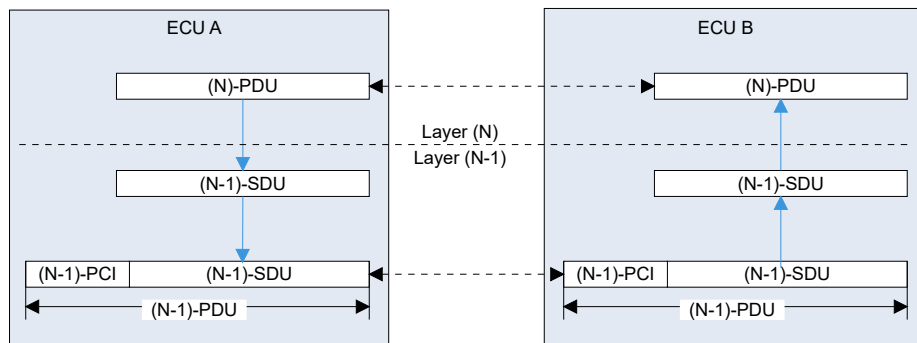 ECU A
ECU B
(N)-PDU
(N)-PDU
Layer (N)
Layer (N-1)
(N-1)-SDU
(N-1)-SDU
(N-1)-PCI (N-1)-SDU
(N-1)-PCI (N-1)-SDU
(N-1)-PDU
(N-1)-PDU